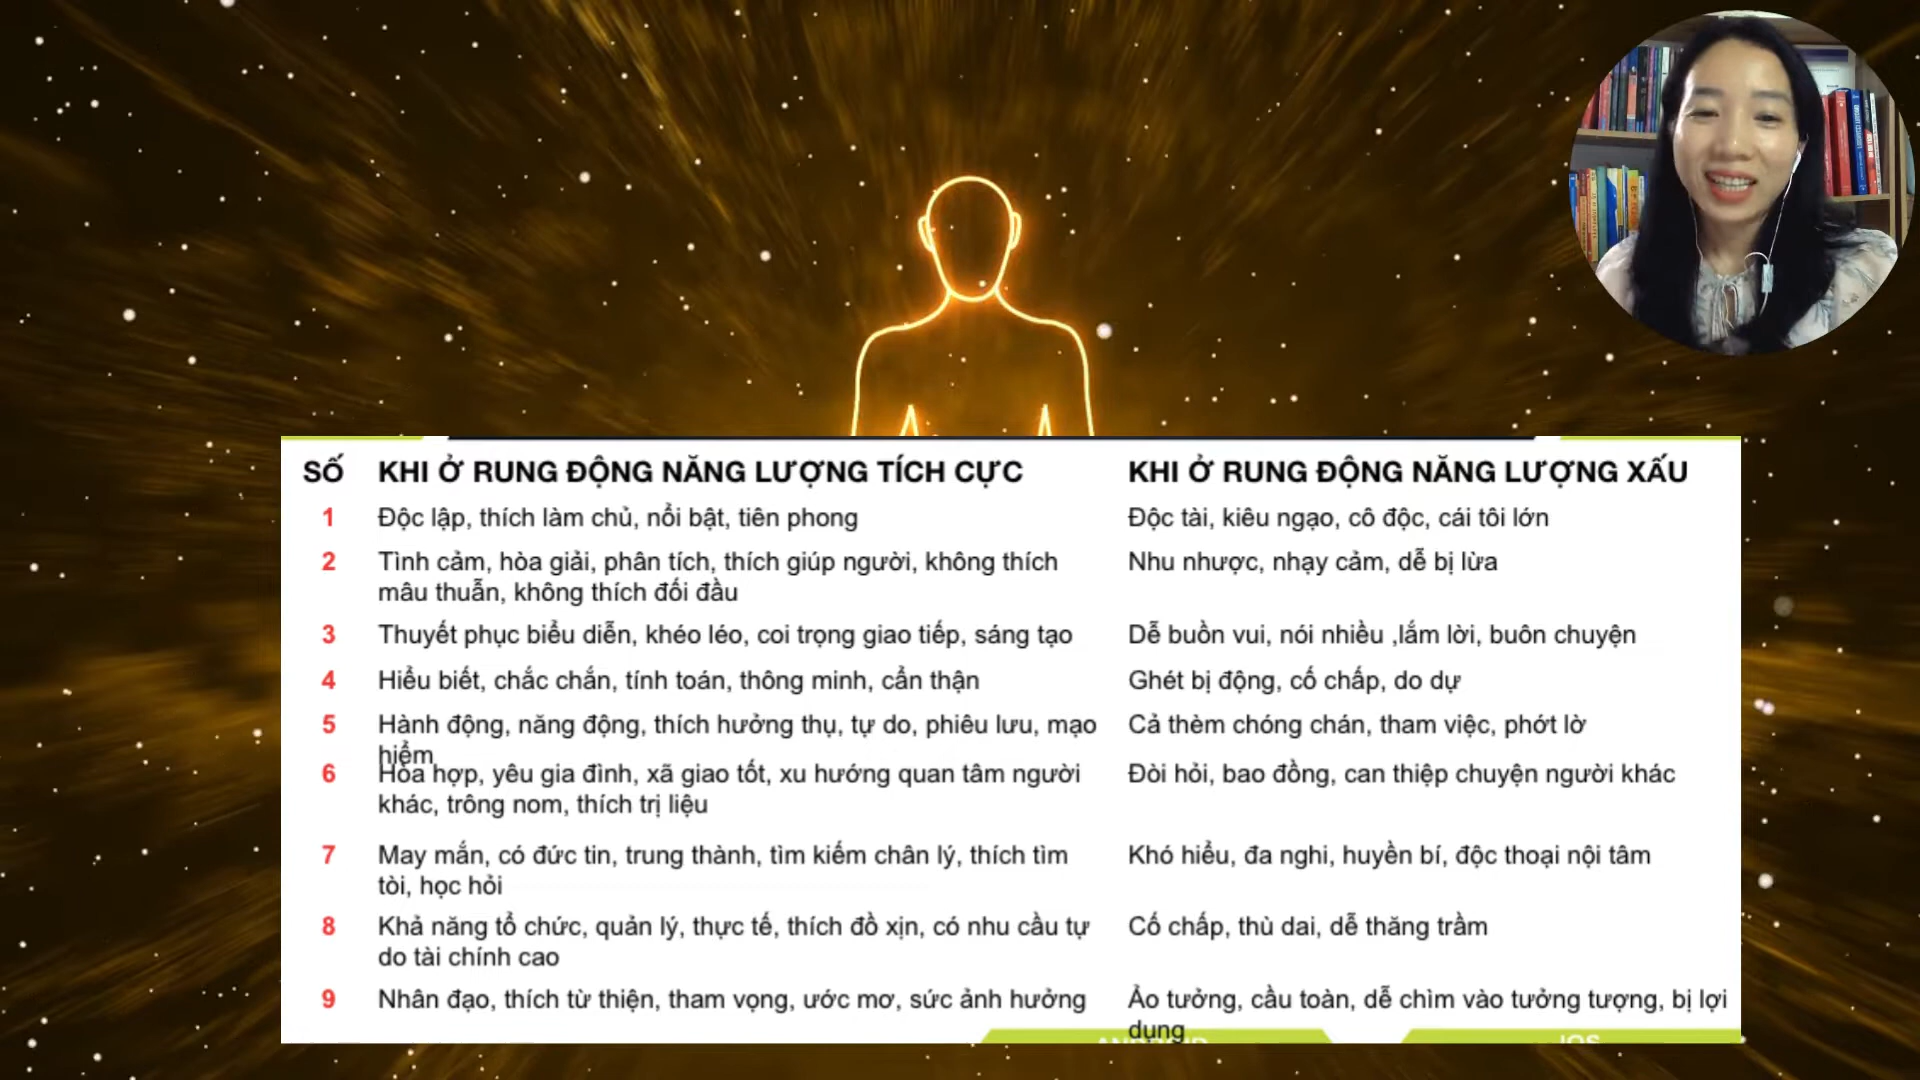 SỐ KHI Ở RUNG ĐỘNG NĂNG LƯỢNG TÍCH CỰC KHI Ở RUNG ĐỘNG NĂNG LƯỢNG XẤU
1 Độc lập, thích làm chủ, nổi bật, tiên phong Độc tài, kiêu ngạo, cô độc, cái tôi lớn
2 Tình cảm, hòa giải, phân tích, thích giúp người, không thích Nhu nhược, nhạy cảm, dễ bị lừa
mâu thuẫn, không thích đối đầu
3 Thuyết phục biểu diễn, khéo léo, coi trọng giao tiếp, sáng tạo Dễ buồn vui, nói nhiều ,lắm lời, buôn chuyện
4 Hiểu biết, chắc chắn, tính toán, thông minh, cẩn thận Ghét bị động, cố chấp, do dự
5 Hành động, năng động, thích hưởng thụ, tự do, phiêu lưu, mạo Cả thèm chóng chán, tham việc, phớt lờ
hiểm
6 Hòa hợp, yêu gia đình, xã giao tốt, xu hướng quan tâm người Đòi hỏi, bao đồng, can thiệp chuyện người khác
khác, trông nom, thích trị liệu
7 May mắn, có đức tin, trung thành, tìm kiếm chân lý, thích tìm Khó hiểu, đa nghi, huyền bí, độc thoại nội tâm
tòi, học hỏi
8 Khả năng tổ chức, quản lý, thực tế, thích đồ xịn, có nhu cầu tự Cố chấp, thù dai, dễ thăng trầm
do tài chính cao
9 Nhân đạo, thích từ thiện, tham vọng, ước mơ, sức ảnh hưởng Ảo tưởng, cầu toàn, dễ chìm vào tưởng tượng, bị lợi
dụng
ANDROID IOS